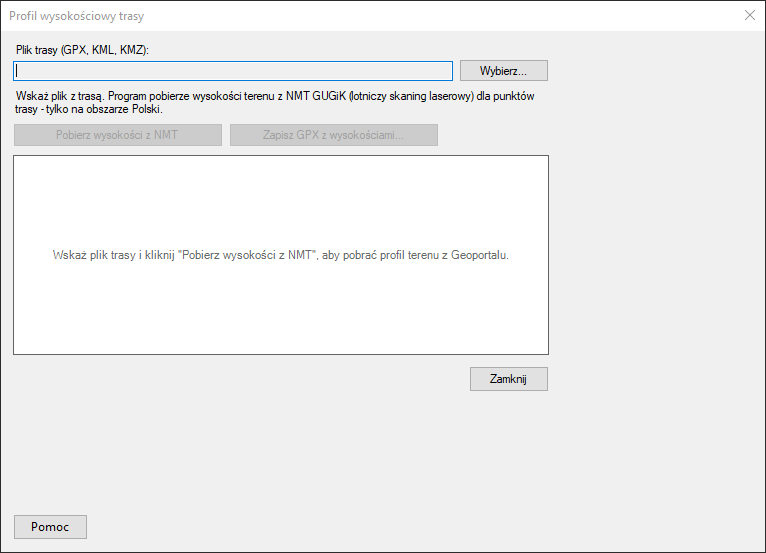 Profil wysokościowy trasy
Plik trasy (GPX, KML, KMZ):
Wybierz...
Wskaż plik z trasą. Program pobierze wysokości terenu z NMT GUGiK (lotniczy skaning laserowy) dla punktów
trasy - tylko na obszarze Polski.
Pobierz wysokości z NMT
Zapisz GPX z wysokościami...
Wskaż plik trasy i kliknij "Pobierz wysokości z NMT", aby pobrać profil terenu z Geoportalu.
Zamknij
Pomoc